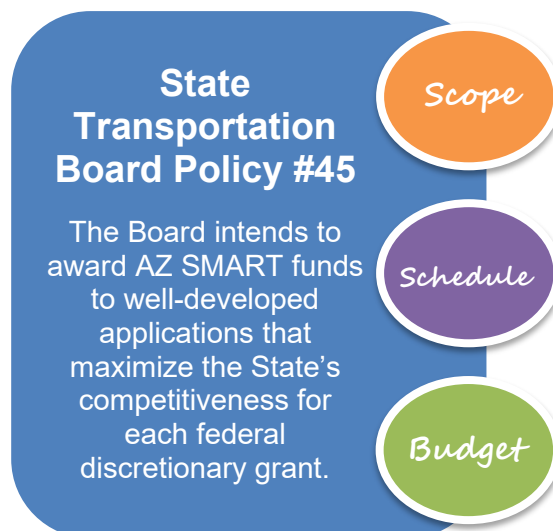 State
Transportation
Board Policy #45
The Board intends to
award AZ SMART funds
to well-developed
applications that
maximize the State’s
competitiveness for
each federal
discretionary grant.
Scope
Schedule
Budget